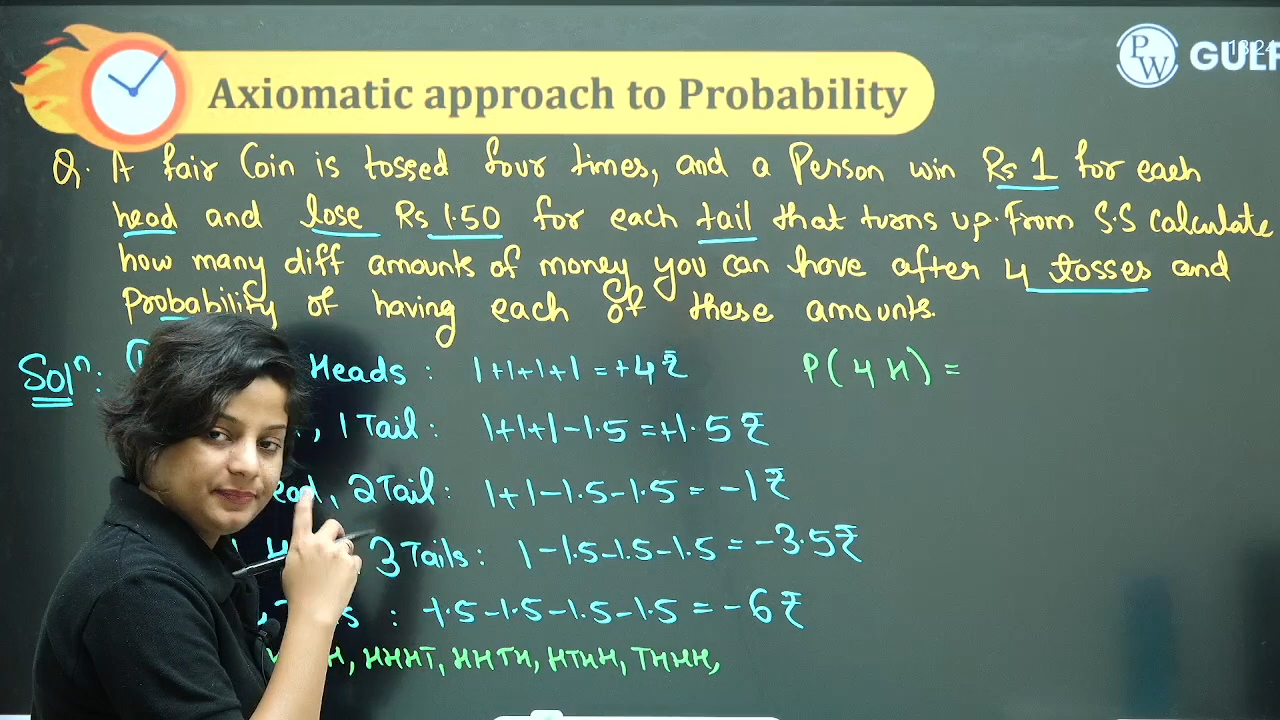 PW GULF
Axiomatic approach to Probability
Q. A fair Coin is tossed four times, and a Person win Rs 1 for each
head and lose Rs 1.50 for each tail that turns up. From S.S calculate
how many diff amounts of money you can have after 4 tosses and
Probability of having each of these amounts.
Solⁿ: Heads : 1+1+1+1 = +4₹ P(4H) =
, 1 Tail : 1+1+1-1.5 = +1.5₹
, 2 Tail : 1+1-1.5-1.5 = -1₹
3 Tails : 1-1.5-1.5-1.5 = -3.5₹
: -1.5-1.5-1.5-1.5 = -6₹
HHHT, HHTH, HTHH, THHH,